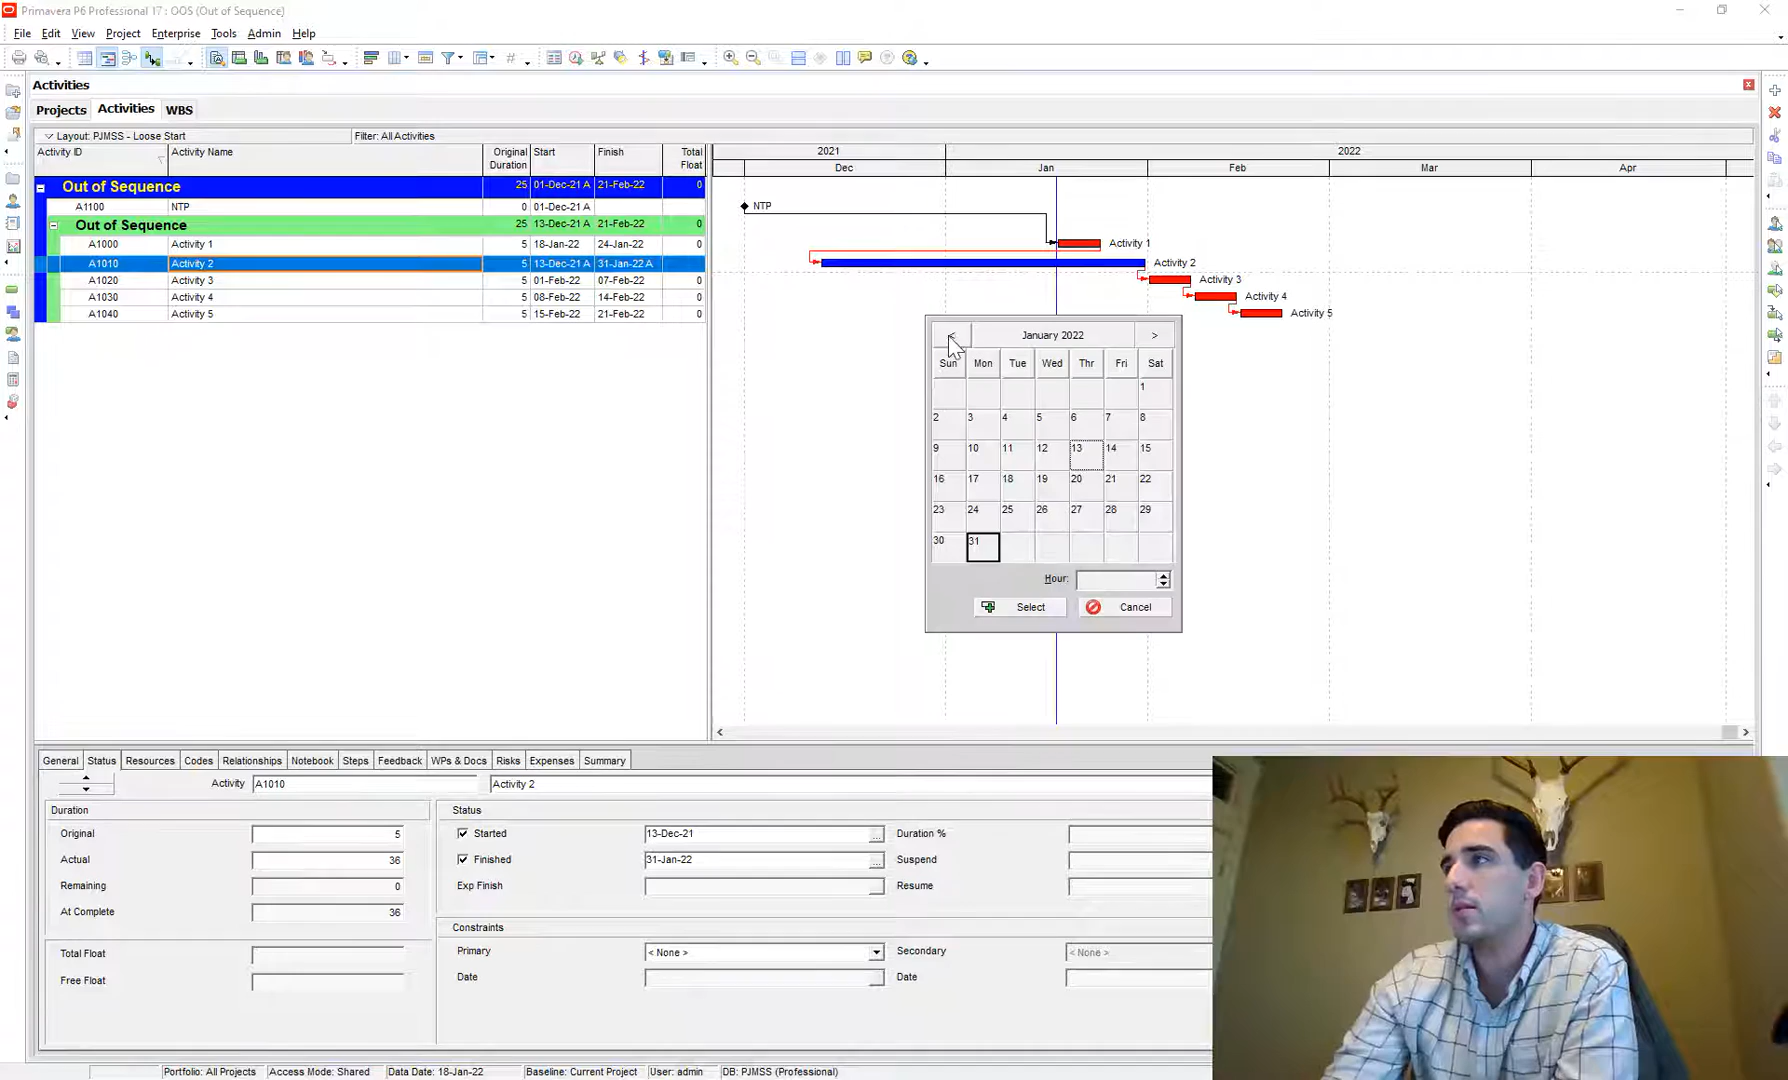 Primavera P6 Professional 17 : OOS (Out of Sequence)
File Edit View Project Enterprise Tools Admin Help
Activities
Projects Activities WBS
Layout: PJMSS - Loose Start Filter: All Activities
Activity ID Activity Name Original Duration Start Finish Total Float
2021 2022
Dec Jan Feb Mar Apr
Out of Sequence 25 01-Dec-21 A 21-Feb-22 0
A1100 NTP 0 01-Dec-21 A NTP
Out of Sequence 25 13-Dec-21 A 21-Feb-22 0
A1000 Activity 1 5 18-Jan-22 24-Jan-22 0 Activity 1
A1010 Activity 2 5 13-Dec-21 A 31-Jan-22 A Activity 2
A1020 Activity 3 5 01-Feb-22 07-Feb-22 0 Activity 3
A1030 Activity 4 5 08-Feb-22 14-Feb-22 0 Activity 4
A1040 Activity 5 5 15-Feb-22 21-Feb-22 0 Activity 5
< January 2022 >
Sun Mon Tue Wed Thr Fri Sat
1
2 3 4 5 6 7 8
9 10 11 12 13 14 15
16 17 18 19 20 21 22
23 24 25 26 27 28 29
30 31
Hour:
Select Cancel
General Status Resources Codes Relationships Notebook Steps Feedback WPs & Docs Risks Expenses Summary
Activity A1010 Activity 2
Duration Status
Original 5 Started 13-Dec-21 ... Duration %
Actual 36 Finished 31-Jan-22 ... Suspend
Remaining 0 Exp Finish Resume
At Complete 36
Constraints
Total Float Primary < None > Secondary < None >
Free Float Date Date
Portfolio: All Projects Access Mode: Shared Data Date: 18-Jan-22 Baseline: Current Project User: admin DB: PJMSS (Professional)